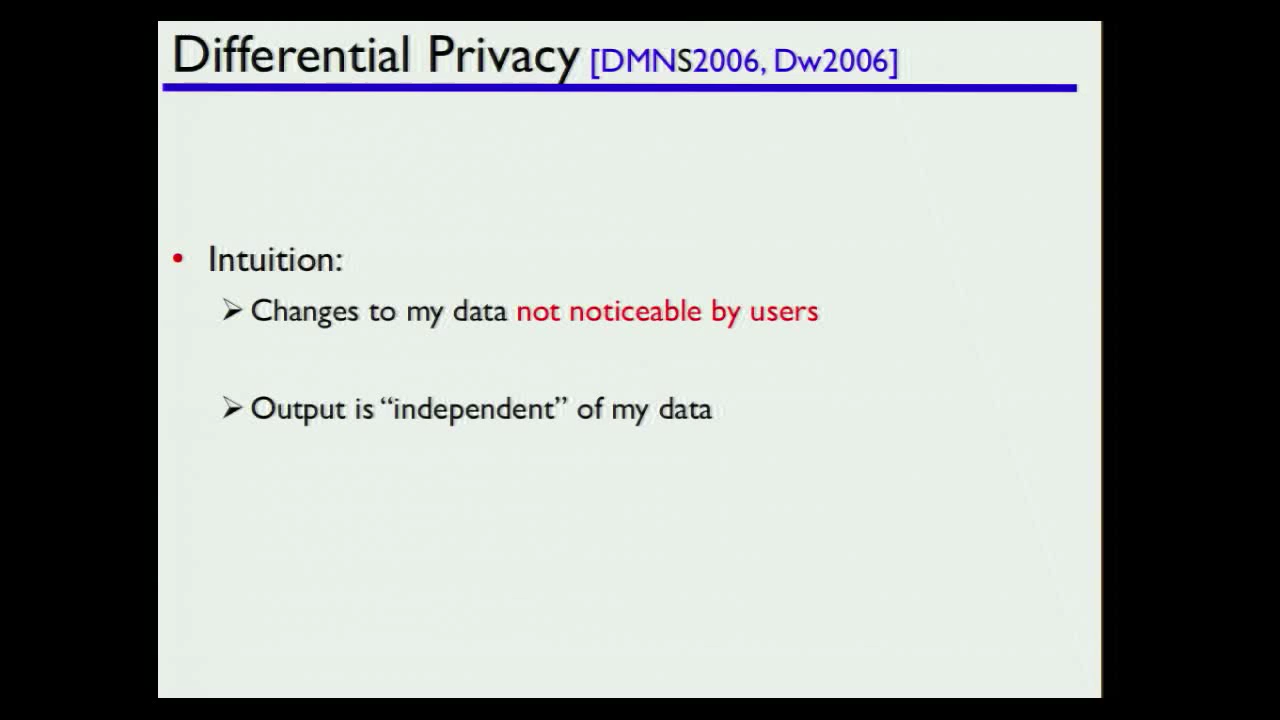 Differential Privacy [DMNS2006, Dw2006]
• Intuition:
➢ Changes to my data not noticeable by users
➢ Output is “independent” of my data